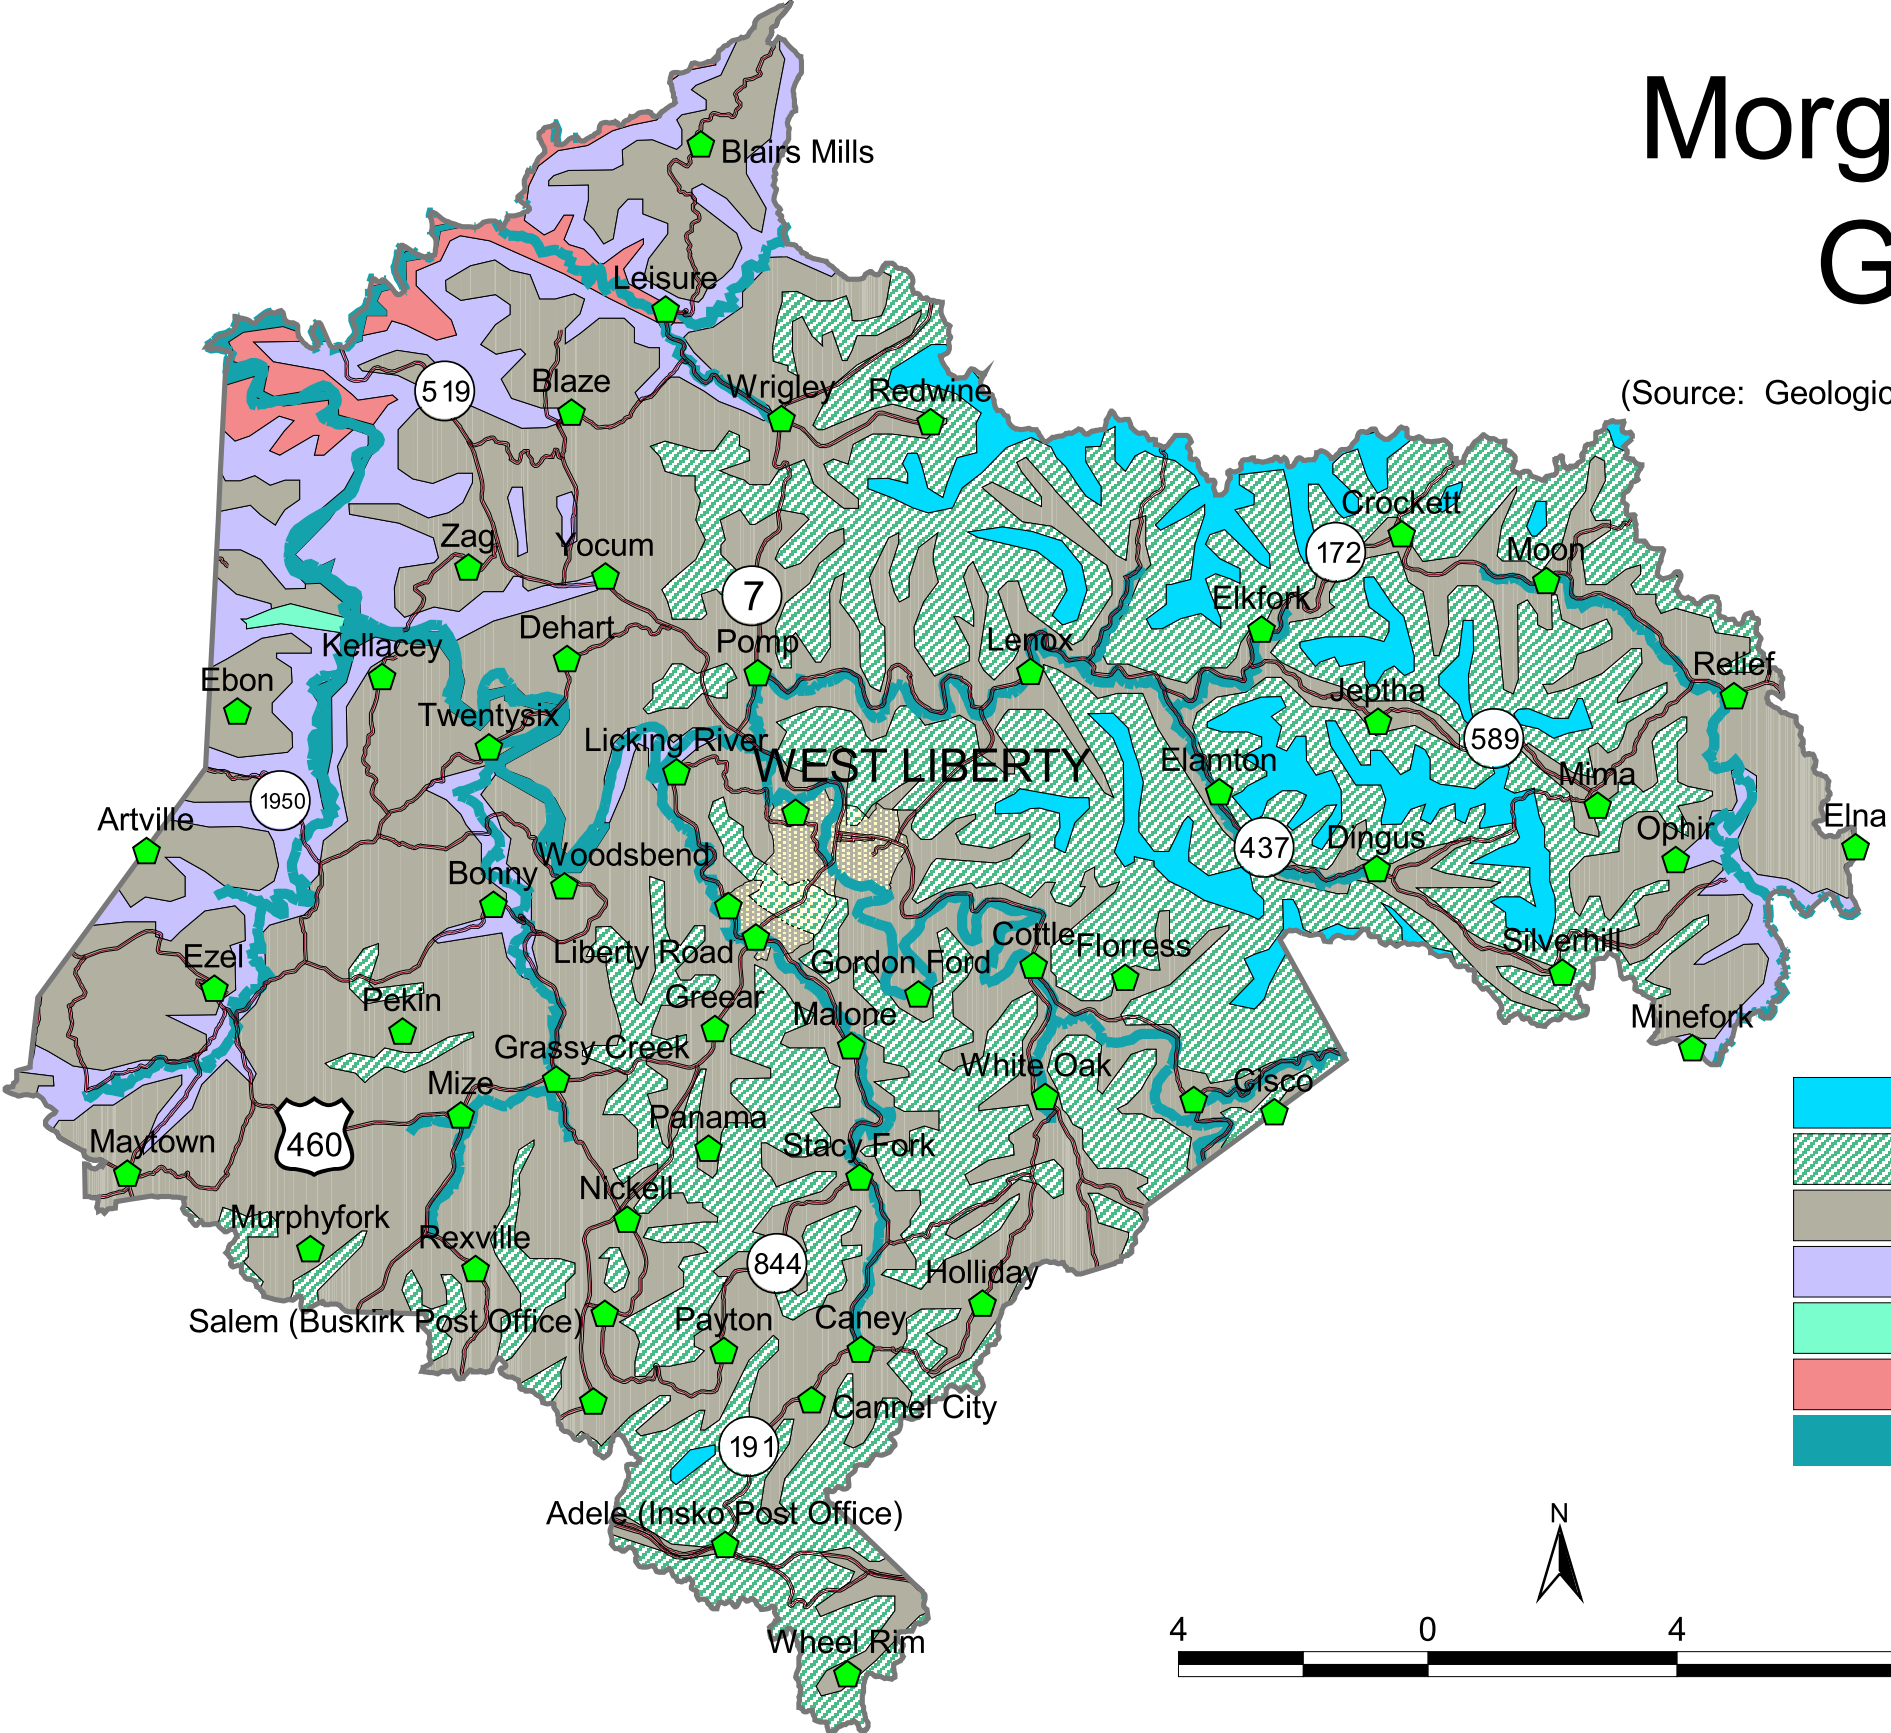 Morg
G
(Source:  Geologic
Blairs Mills
Leisure
519
Blaze
Wrigley
Redwine
Crockett
172
Moon
Zag
Yocum
7
Elkfork
Dehart
Pomp
Lenox
Kellacey
Relief
Ebon
Jeptha
Twentysix
Licking River
WEST LIBERTY
589
Elamton
Mima
1950
Artville
Elna
Ophir
437
Dingus
Woodsbend
Bonny
Cottle
Florress
Silverhill
Liberty Road
Ezel
Gordon Ford
Pekin
Greear
Malone
Minefork
Grassy Creek
White Oak
Mize
Cisco
Panama
460
Maytown
Stacy Fork
Nickell
Murphyfork
Rexville
844
Holliday
Salem (Buskirk Post Office)
Payton
Caney
Cannel City
191
Adele (Insko Post Office)
N
Wheel Rim
4 0 4